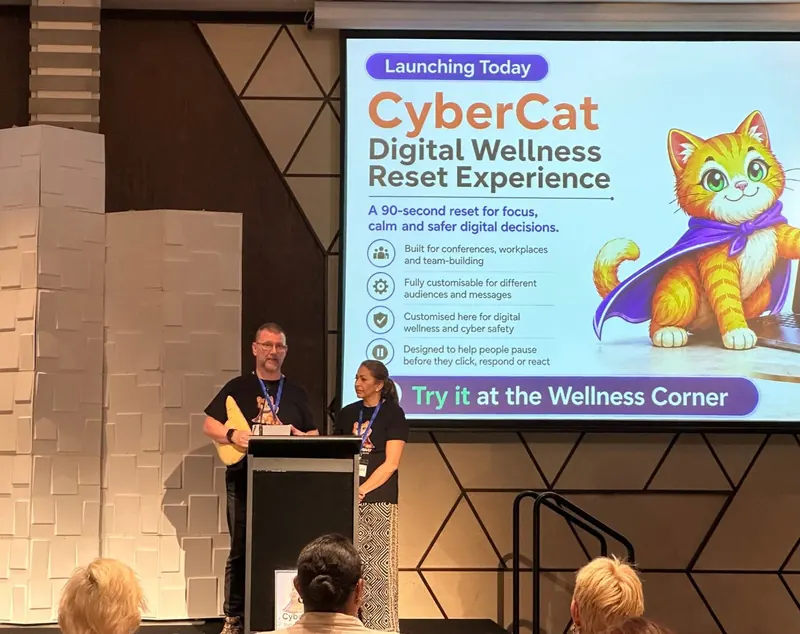 Launching Today
CyberCat
Digital Wellness
Reset Experience
A 90-second reset for focus,
calm and safer digital decisions.
Built for conferences, workplaces
and team-building
Fully customisable for different
audiences and messages
Customised here for digital
wellness and cyber safety
Designed to help people pause
before they click, respond or react
Try it at the Wellness Corner